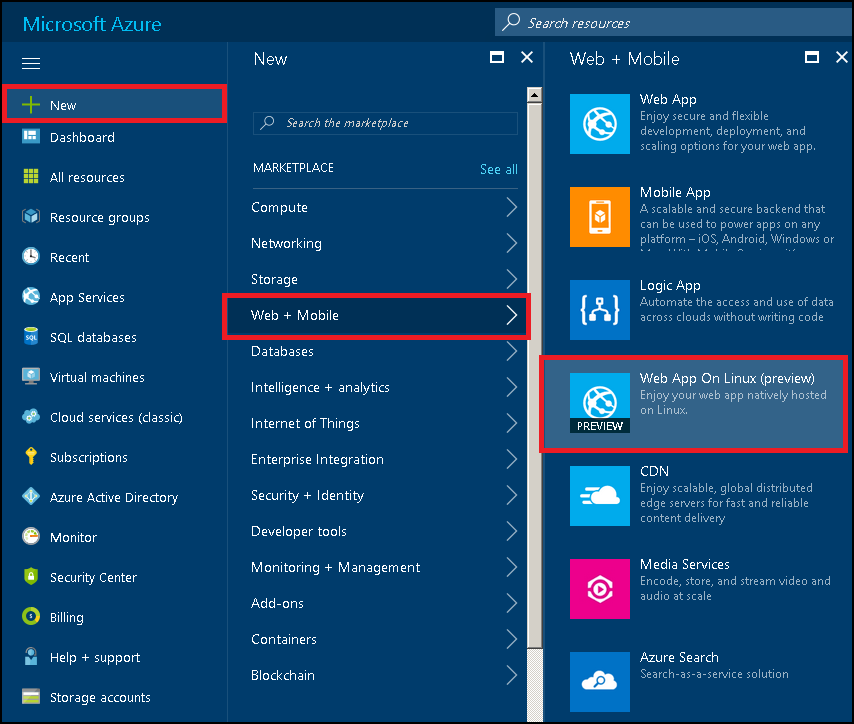 Microsoft Azure
Search resources
New
Dashboard
All resources
Resource groups
Recent
App Services
SQL databases
Virtual machines
Cloud services (classic)
Subscriptions
Azure Active Directory
Monitor
Security Center
Billing
Help + support
Storage accounts
New
Search the marketplace
MARKETPLACE
See all
Compute
Networking
Storage
Web + Mobile
Databases
Intelligence + analytics
Internet of Things
Enterprise Integration
Security + Identity
Developer tools
Monitoring + Management
Add-ons
Containers
Blockchain
Web + Mobile
Web App
Enjoy secure and flexible
development, deployment, and
scaling options for your web app.
Mobile App
A scalable and secure backend that
can be used to power apps on any
platform – iOS, Android, Windows or
Logic App
Automate the access and use of data
across clouds without writing code
Web App On Linux (preview)
Enjoy your web app natively hosted
on Linux.
PREVIEW
CDN
Enjoy scalable, global distributed
edge servers for fast and reliable
content delivery
Media Services
Encode, store, and stream video and
audio at scale
Azure Search
Search-as-a-service solution